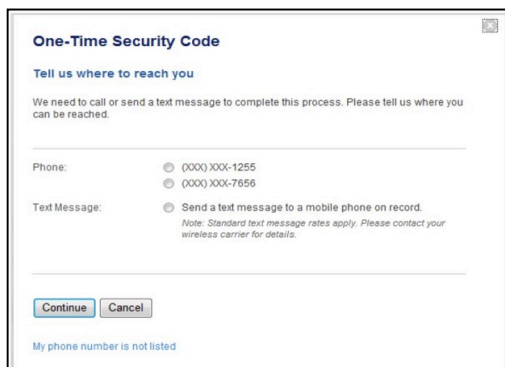 One-Time Security Code
Tell us where to reach you
We need to call or send a text message to complete this process. Please tell us where you
can be reached.
Phone: (XXX) XXX-1255
(XXX) XXX-7656
Text Message: Send a text message to a mobile phone on record.
Note: Standard text message rates apply. Please contact your
wireless carrier for details.
Continue Cancel
My phone number is not listed